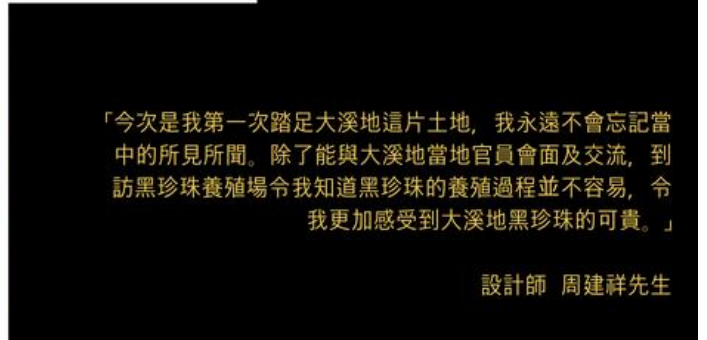 「今次是我第一次踏足大溪地這片土地，我永遠不會忘記當
中的所見所聞。除了能與大溪地當地官員會面及交流，到
訪黑珍珠養殖場令我知道黑珍珠的養殖過程並不容易，令
我更加感受到大溪地黑珍珠的可貴。」
設計師 周建祥先生